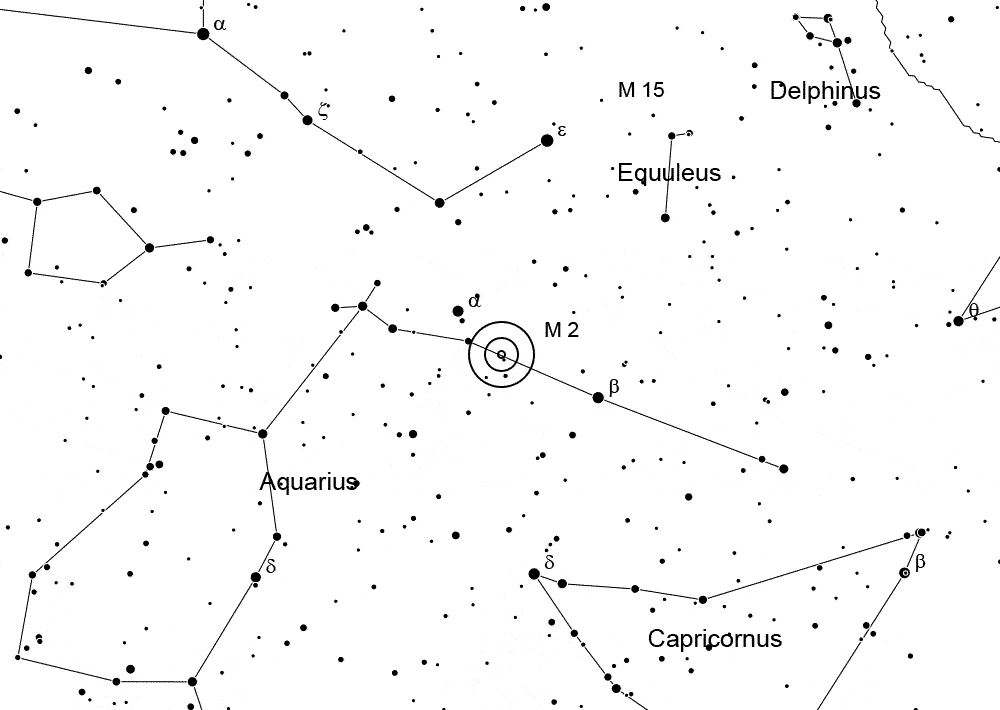 α
M 15
Delphinus
ζ
ε
Equuleus
α
θ
M 2
β
Aquarius
δ
δ
β
Capricornus